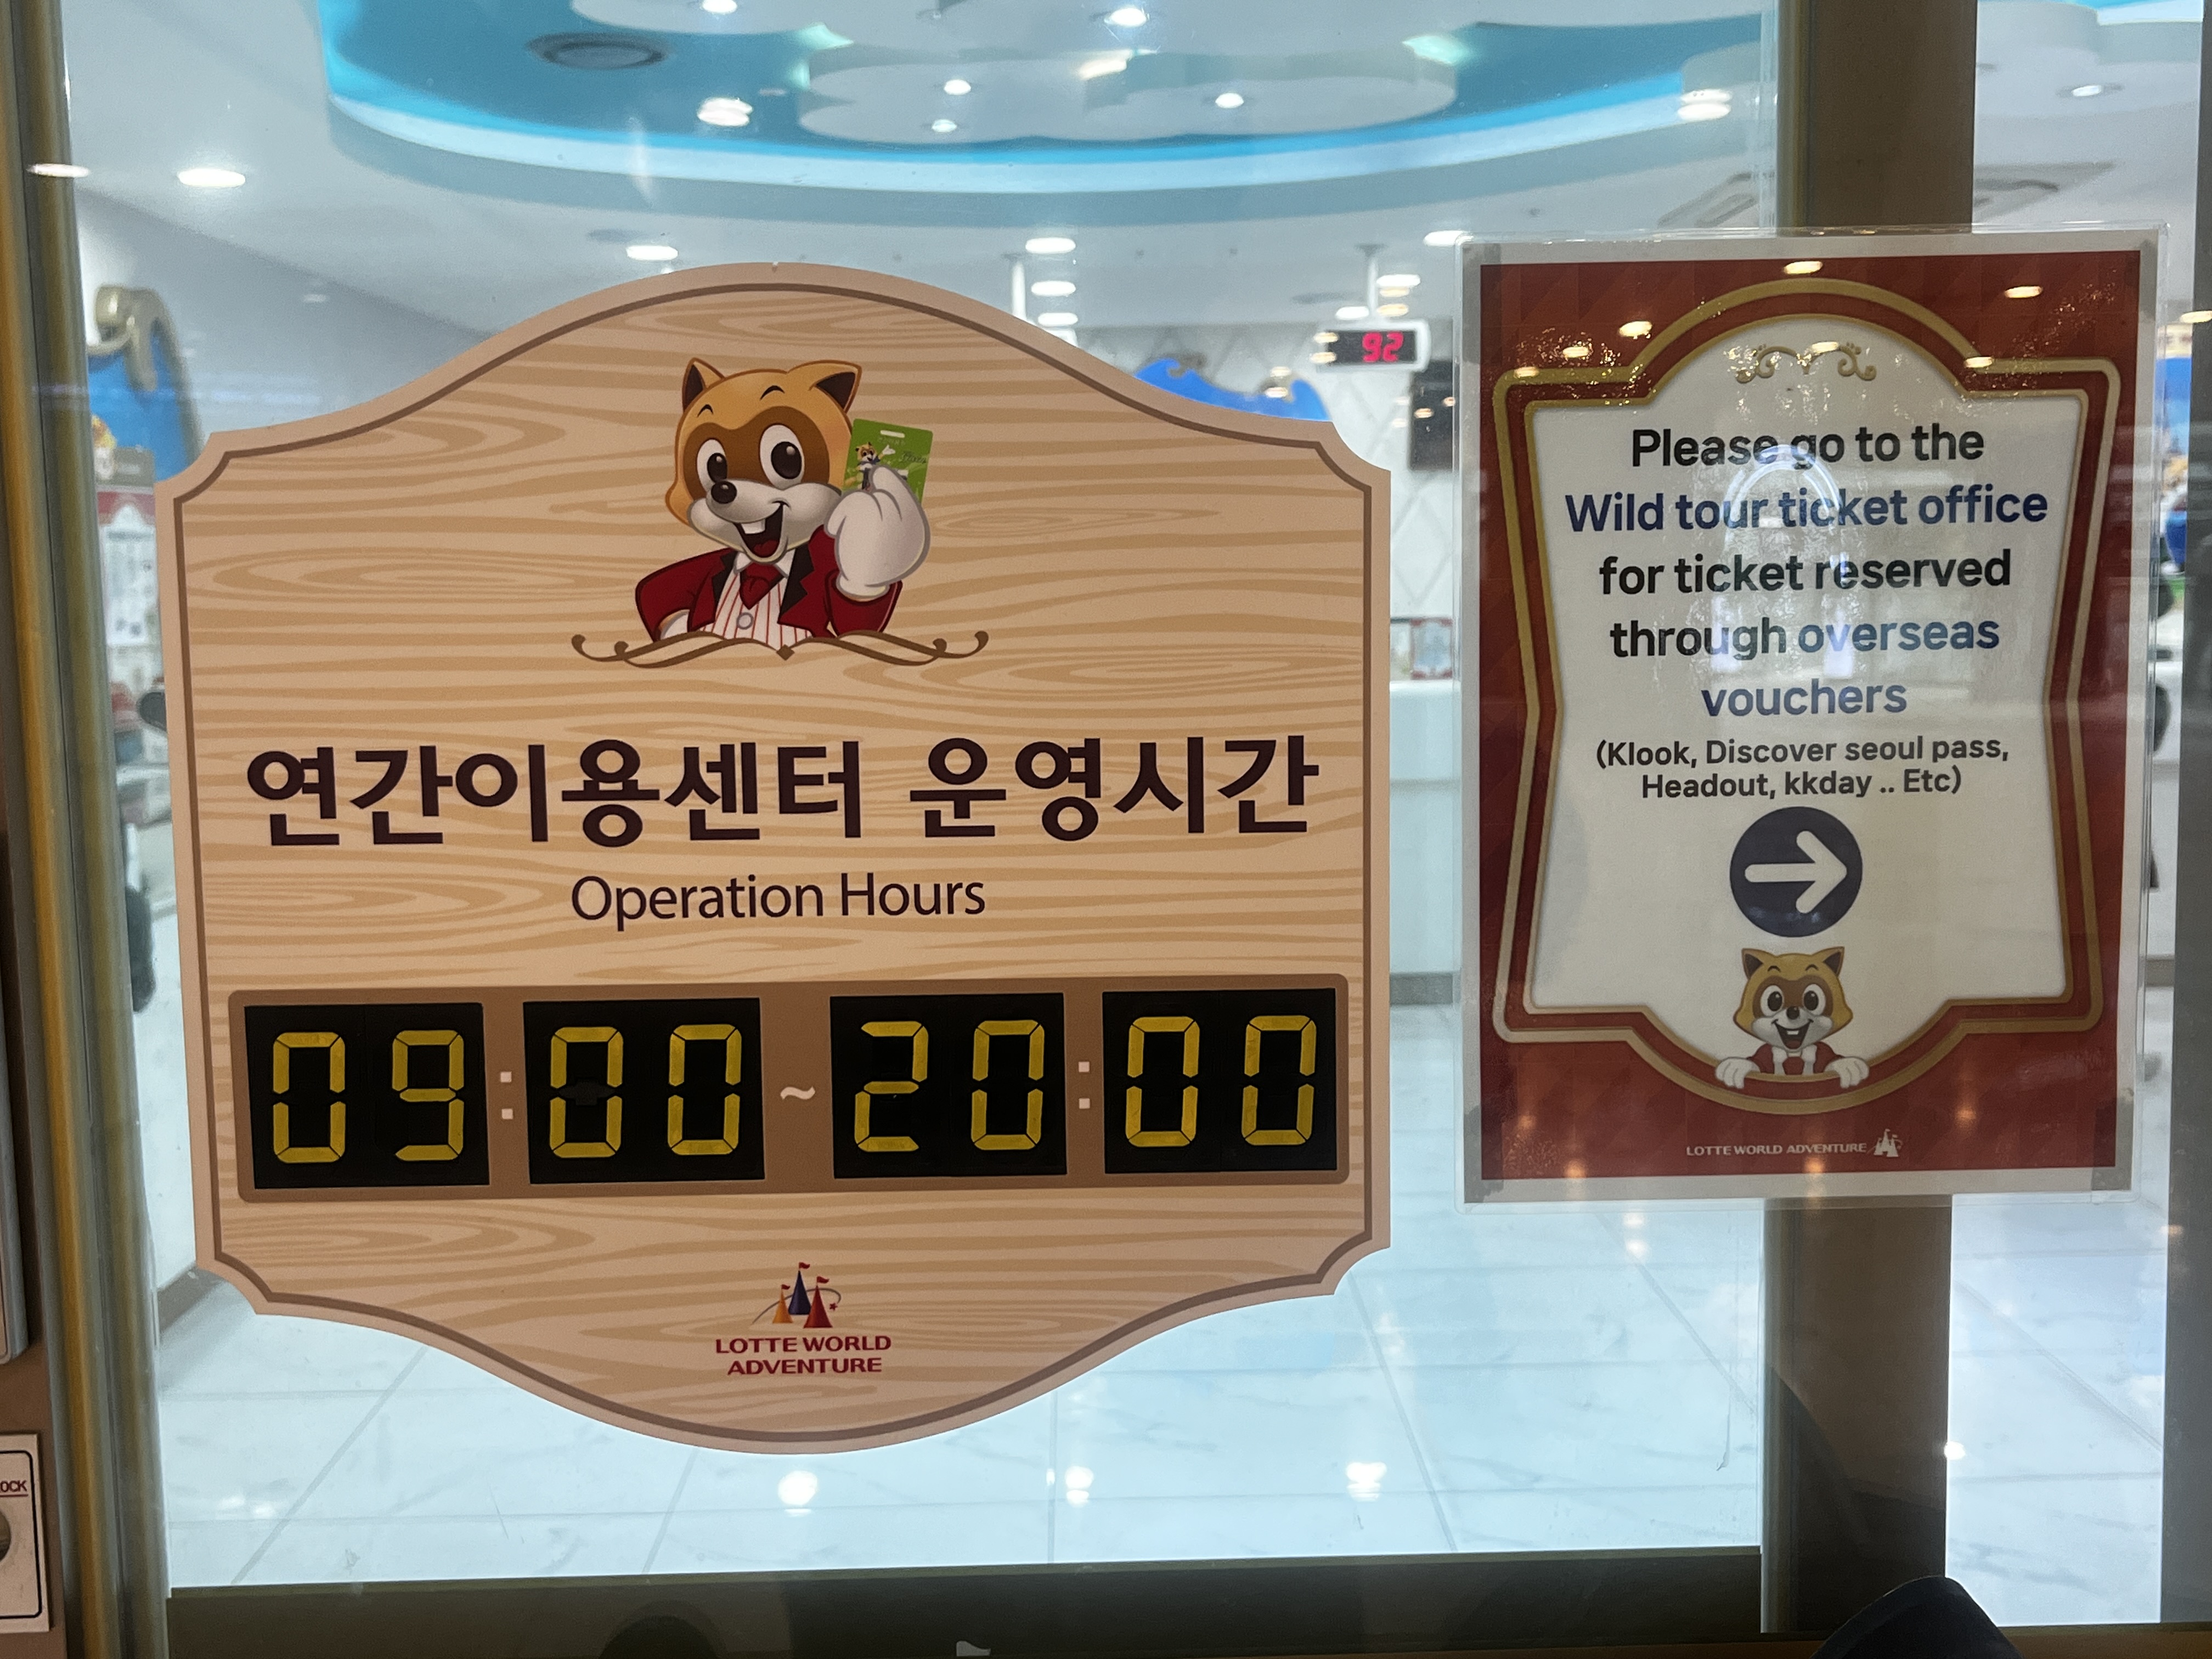 연간이용센터 운영시간
Operation Hours
09:00 ~ 20:00
LOTTE WORLD
ADVENTURE
92
Please go to the
Wild tour ticket office
for ticket reserved
through overseas
vouchers
(Klook, Discover seoul pass,
Headout, kkday .. Etc)
LOTTE WORLD ADVENTURE
OCK